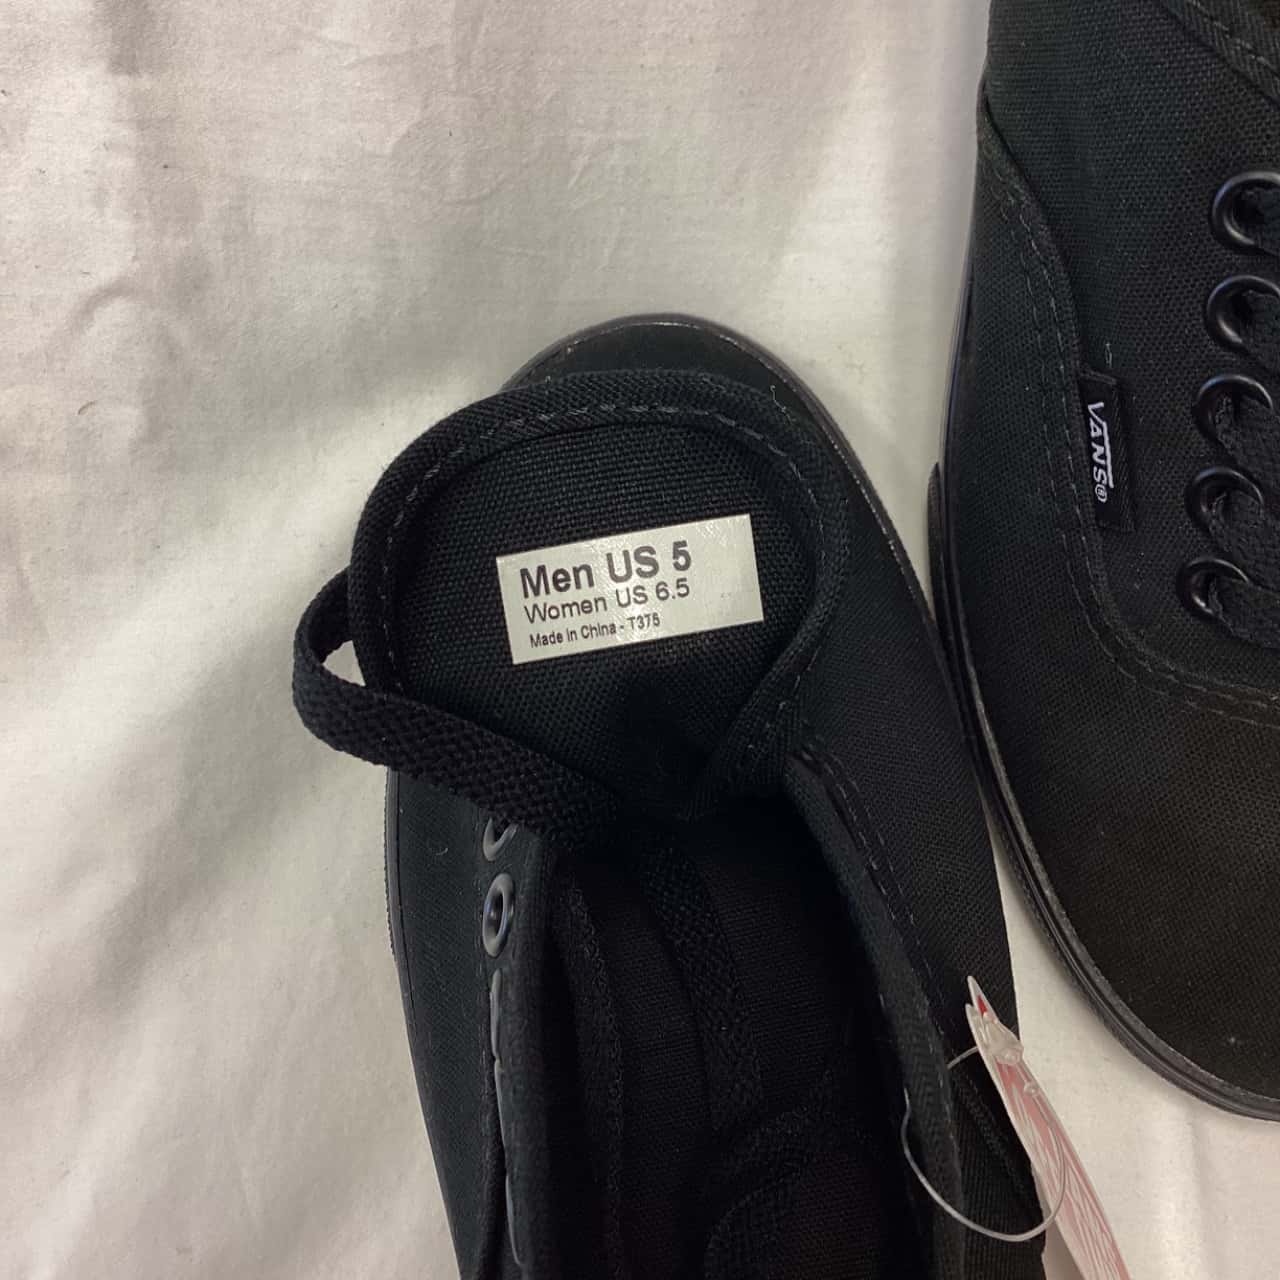 Men US 5
Women US 6.5
Made in China - T375
VANS®